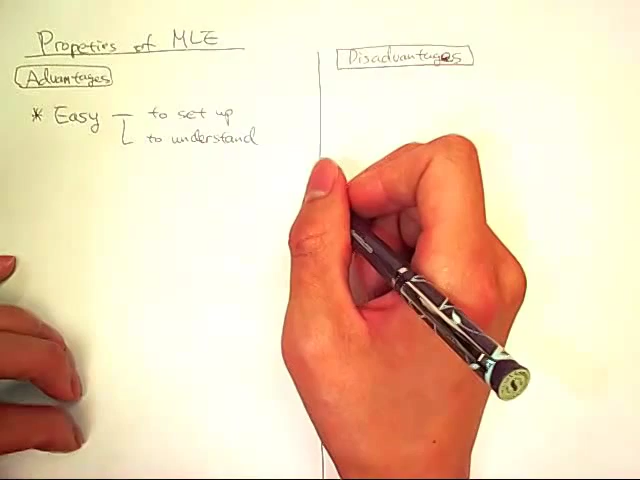 Propeties of MLE
Advantages
* Easy to set up
to understand
Disadvantages